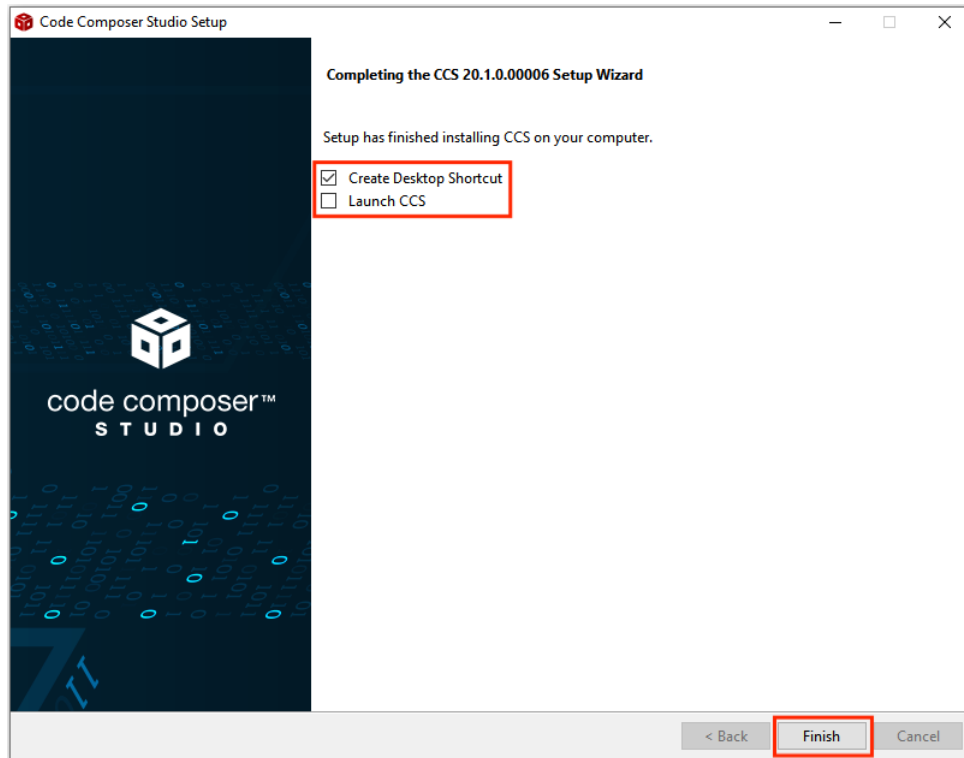 Code Composer Studio Setup
Completing the CCS 20.1.0.00006 Setup Wizard
Setup has finished installing CCS on your computer.
Create Desktop Shortcut
Launch CCS
code composer™
STUDIO
< Back
Finish
Cancel